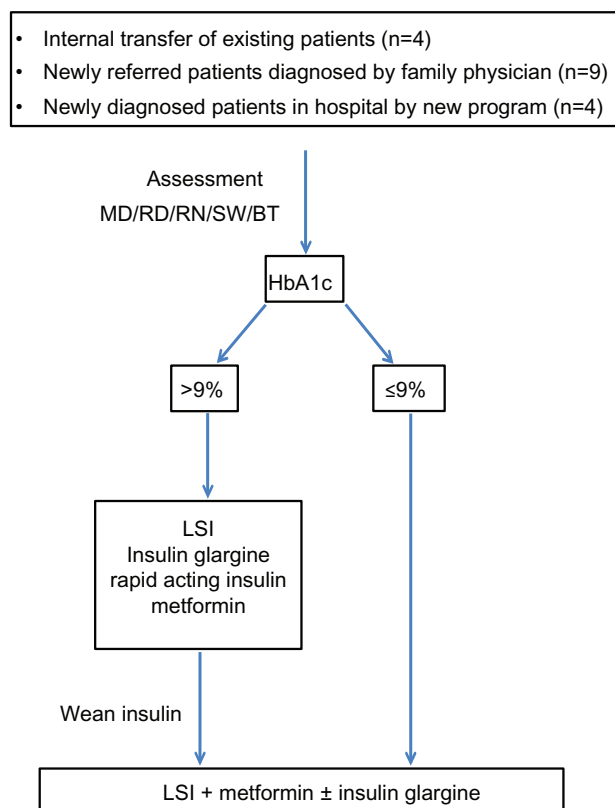 • Internal transfer of existing patients (n=4)
• Newly referred patients diagnosed by family physician (n=9)
• Newly diagnosed patients in hospital by new program (n=4)
Assessment
MD/RD/RN/SW/BT
HbA1c
>9%
≤9%
LSI
Insulin glargine
rapid acting insulin
metformin
Wean insulin
LSI + metformin ± insulin glargine